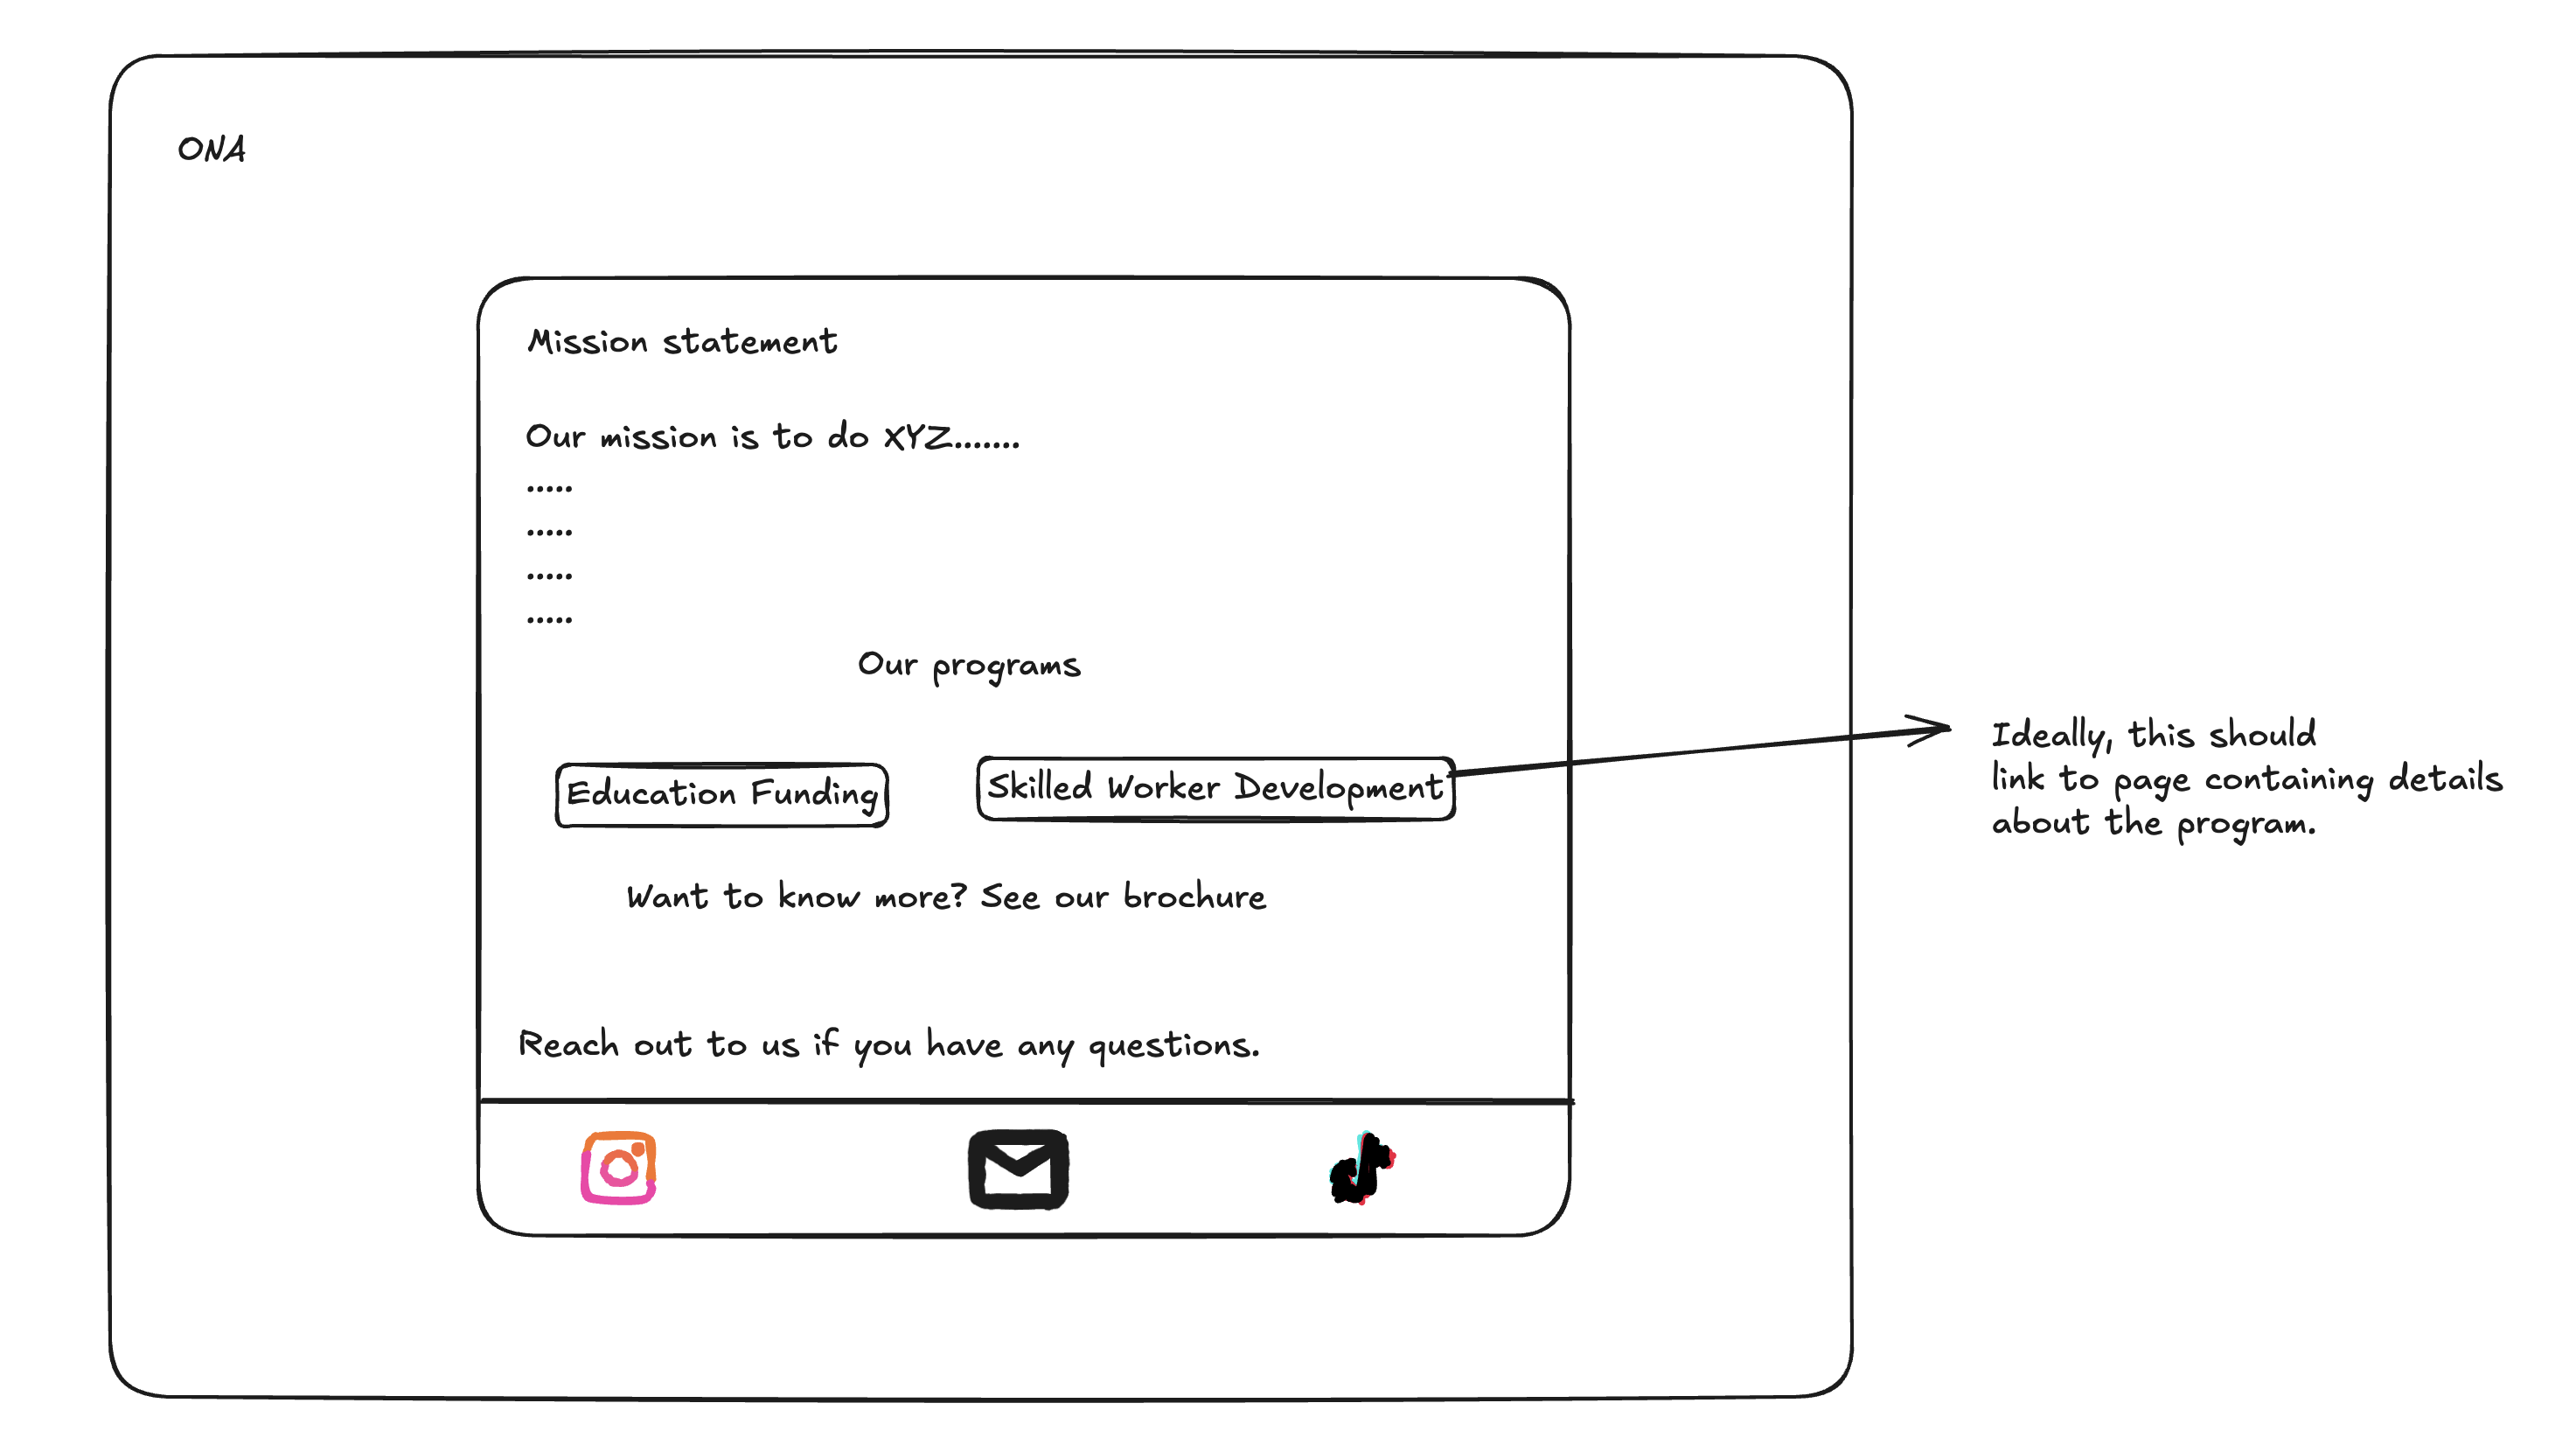 ONA
Mission statement
Our mission is to do XYZ.......
.....
.....
.....
.....
Our programs
Education Funding
Skilled Worker Development
Ideally, this should
link to page containing details
about the program.
Want to know more? See our brochure
Reach out to us if you have any questions.